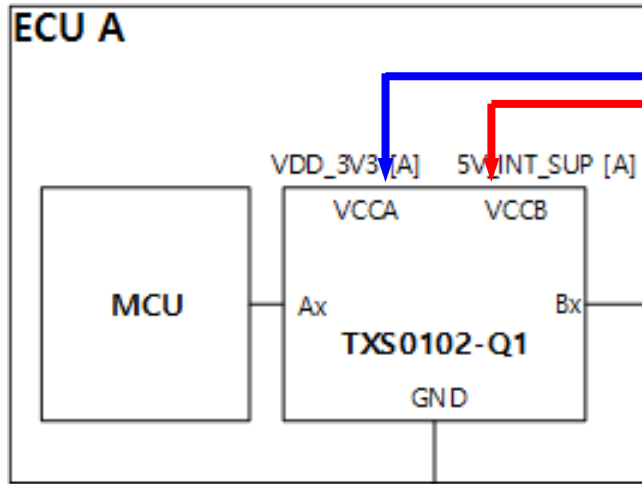 ECU A
VDD_3V3 [A] 5V_INT_SUP [A]
VCCA VCCB
MCU
Ax Bx
TXS0102-Q1
GND